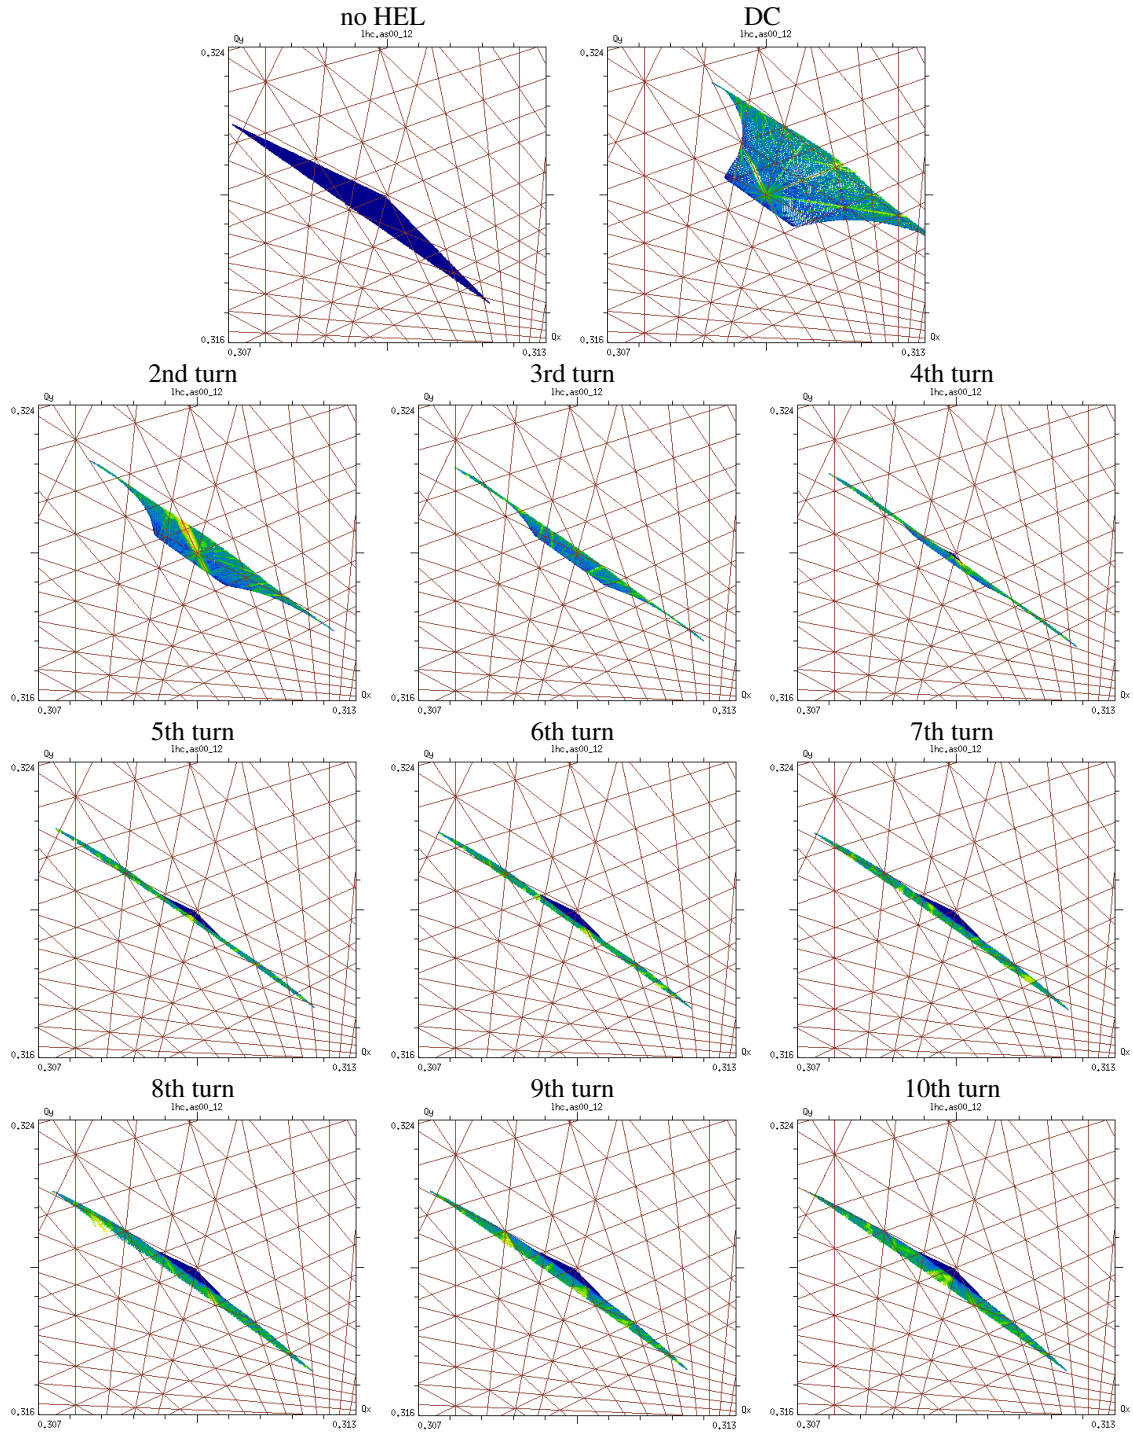 no HEL DC
lhc.as00_12 lhc.as00_12
Qy Qy
0.324 0.324
0.316 Qx 0.316 Qx
0.307 0.313 0.307 0.313
2nd turn 3rd turn 4th turn
lhc.as00_12 lhc.as00_12 lhc.as00_12
Qy Qy Qy
0.324 0.324 0.324
0.316 Qx 0.316 Qx 0.316 Qx
0.307 0.313 0.307 0.313 0.307 0.313
5th turn 6th turn 7th turn
lhc.as00_12 lhc.as00_12 lhc.as00_12
Qy Qy Qy
0.324 0.324 0.324
0.316 Qx 0.316 Qx 0.316 Qx
0.307 0.313 0.307 0.313 0.307 0.313
8th turn 9th turn 10th turn
lhc.as00_12 lhc.as00_12 lhc.as00_12
Qy Qy Qy
0.324 0.324 0.324
0.316 Qx 0.316 Qx 0.316 Qx
0.307 0.313 0.307 0.313 0.307 0.313